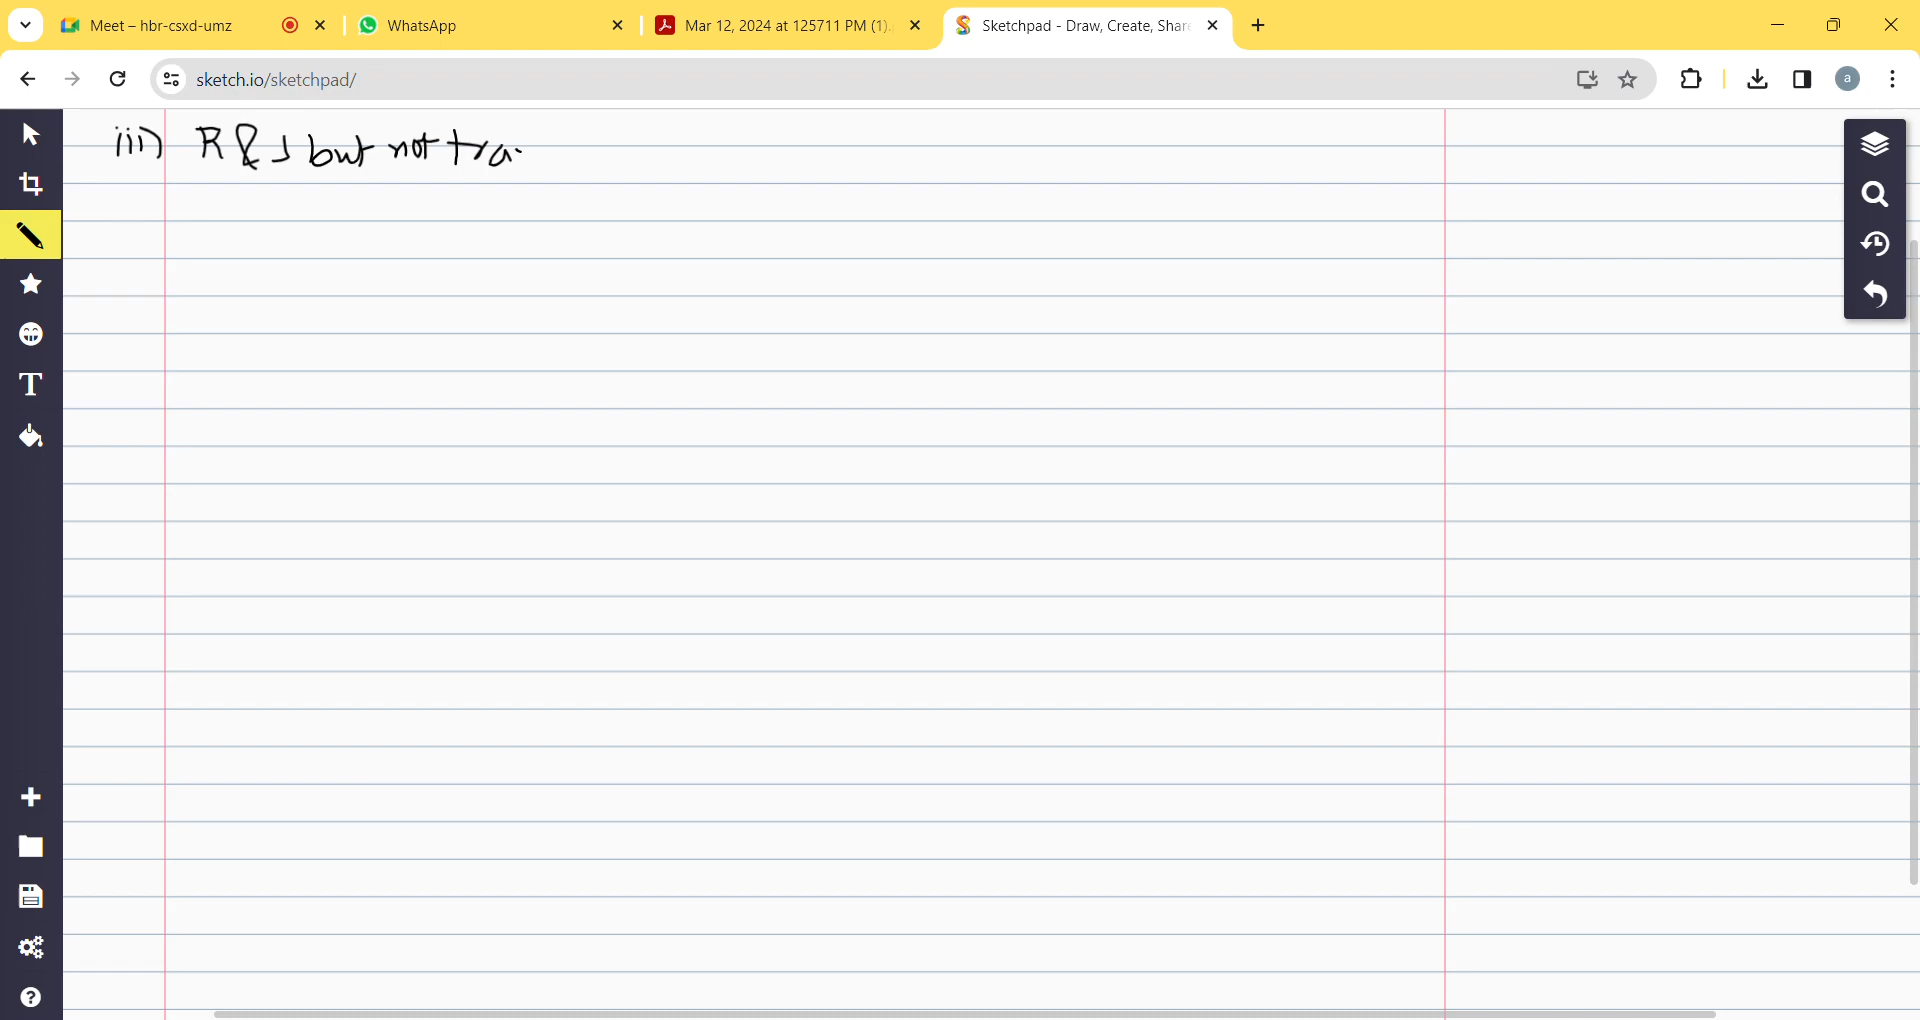 Meet – hbr-csxd-umz
WhatsApp
Mar 12, 2024 at 125711 PM (1).
Sketchpad - Draw, Create, Share
sketch.io/sketchpad/
a
iii) R & s but not tra
T